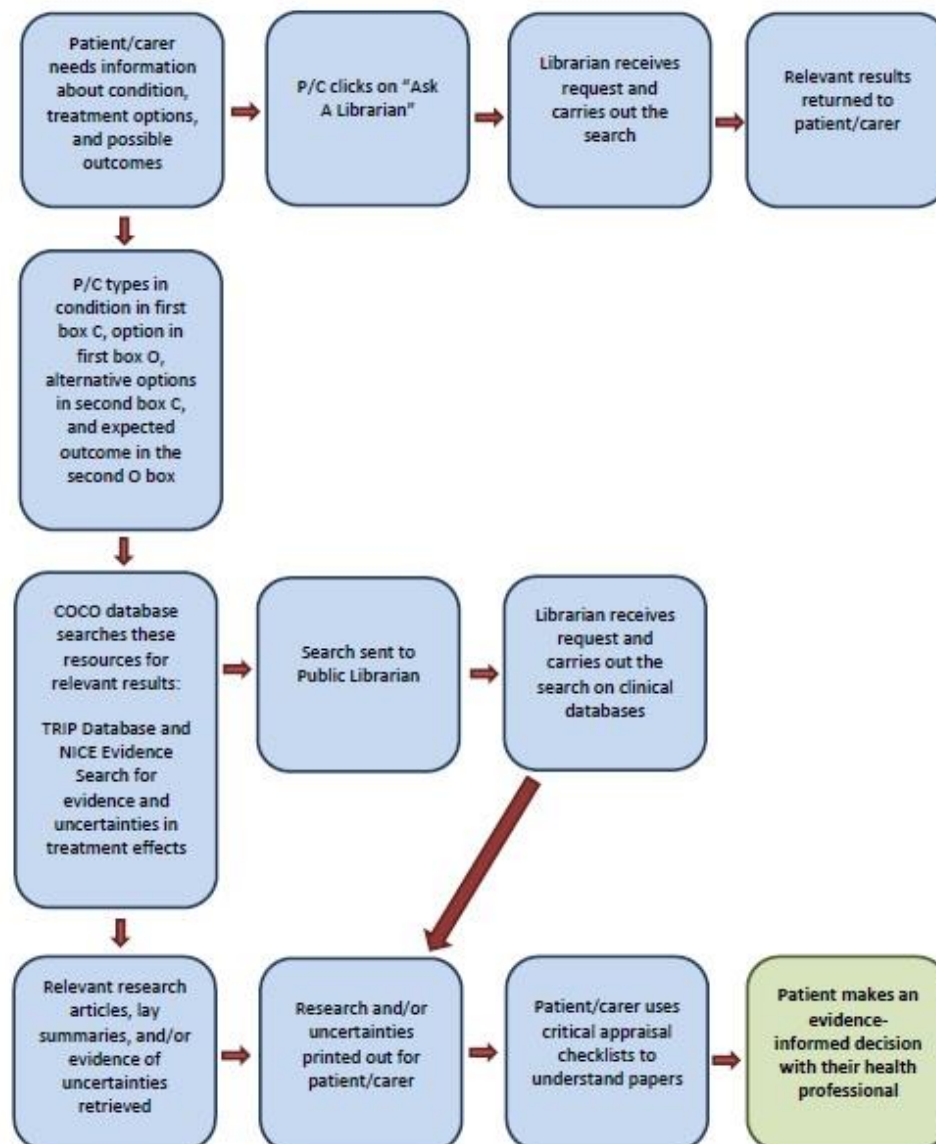 Patient/carer
needs information
about condition,
treatment options,
and possible
outcomes
P/C clicks on “Ask
A Librarian”
Librarian receives
request and
carries out the
search
Relevant results
returned to
patient/carer
P/C types in
condition in first
box C, option in
first box O,
alternative options
in second box C,
and expected
outcome in the
second O box
COCO database
searches these
resources for
relevant results:
TRIP Database and
NICE Evidence
Search for
evidence and
uncertainties in
treatment effects
Search sent to
Public Librarian
Librarian receives
request and
carries out the
search on clinical
databases
Relevant research
articles, lay
summaries, and/or
evidence of
uncertainties
retrieved
Research and/or
uncertainties
printed out for
patient/carer
Patient/carer uses
critical appraisal
checklists to
understand papers
Patient makes an
evidence-
informed decision
with their health
professional